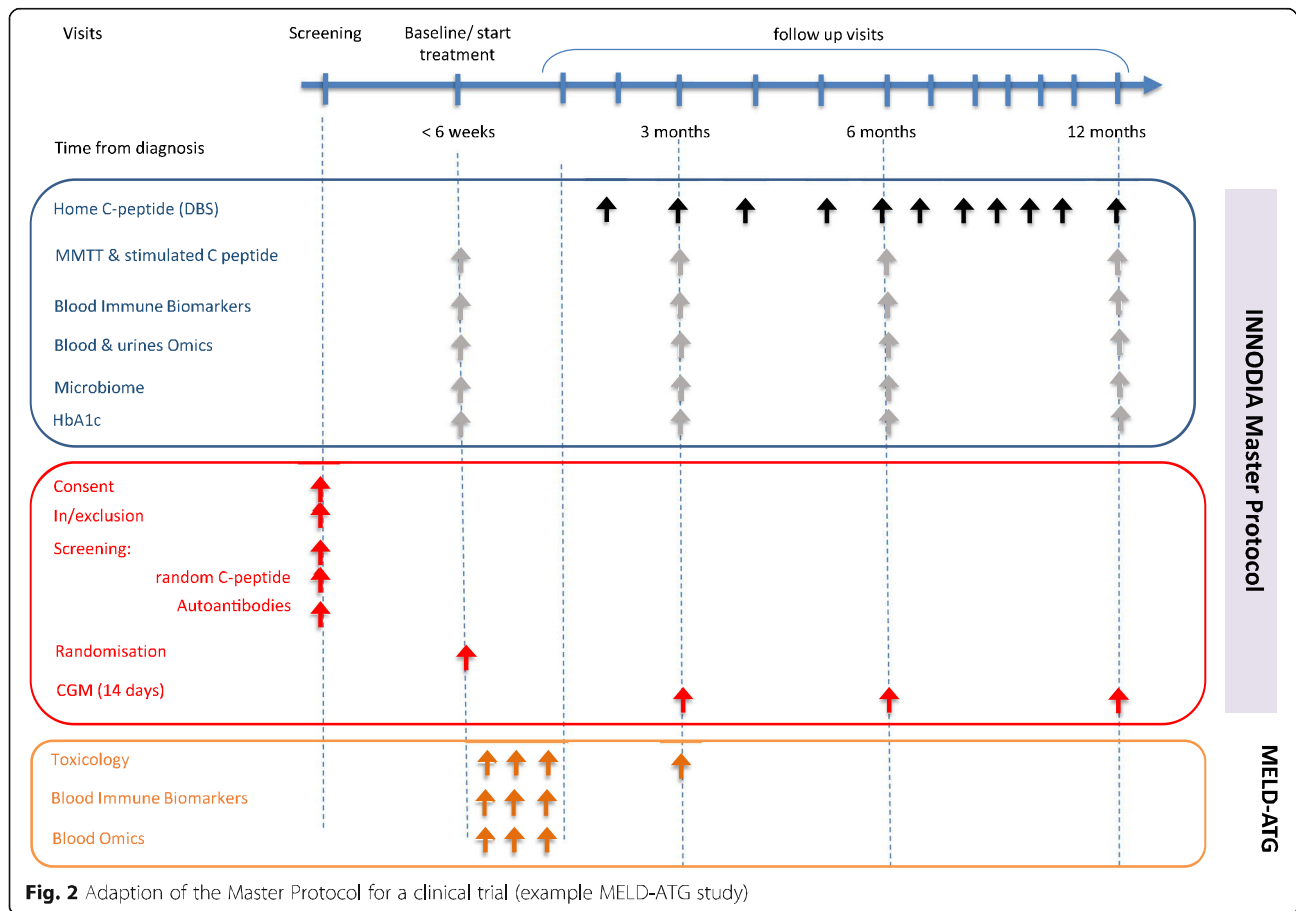 Visits
Screening
Baseline/ start
treatment
follow up visits
< 6 weeks
3 months
6 months
12 months
Time from diagnosis
Home C-peptide (DBS)
MMTT & stimulated C peptide
Blood Immune Biomarkers
Blood & urines Omics
Microbiome
HbA1c
Consent
In/exclusion
Screening:
random C-peptide
Autoantibodies
Randomisation
CGM (14 days)
INNODIA Master Protocol
Toxicology
Blood Immune Biomarkers
Blood Omics
MELD-ATG
Fig. 2 Adaption of the Master Protocol for a clinical trial (example MELD-ATG study)